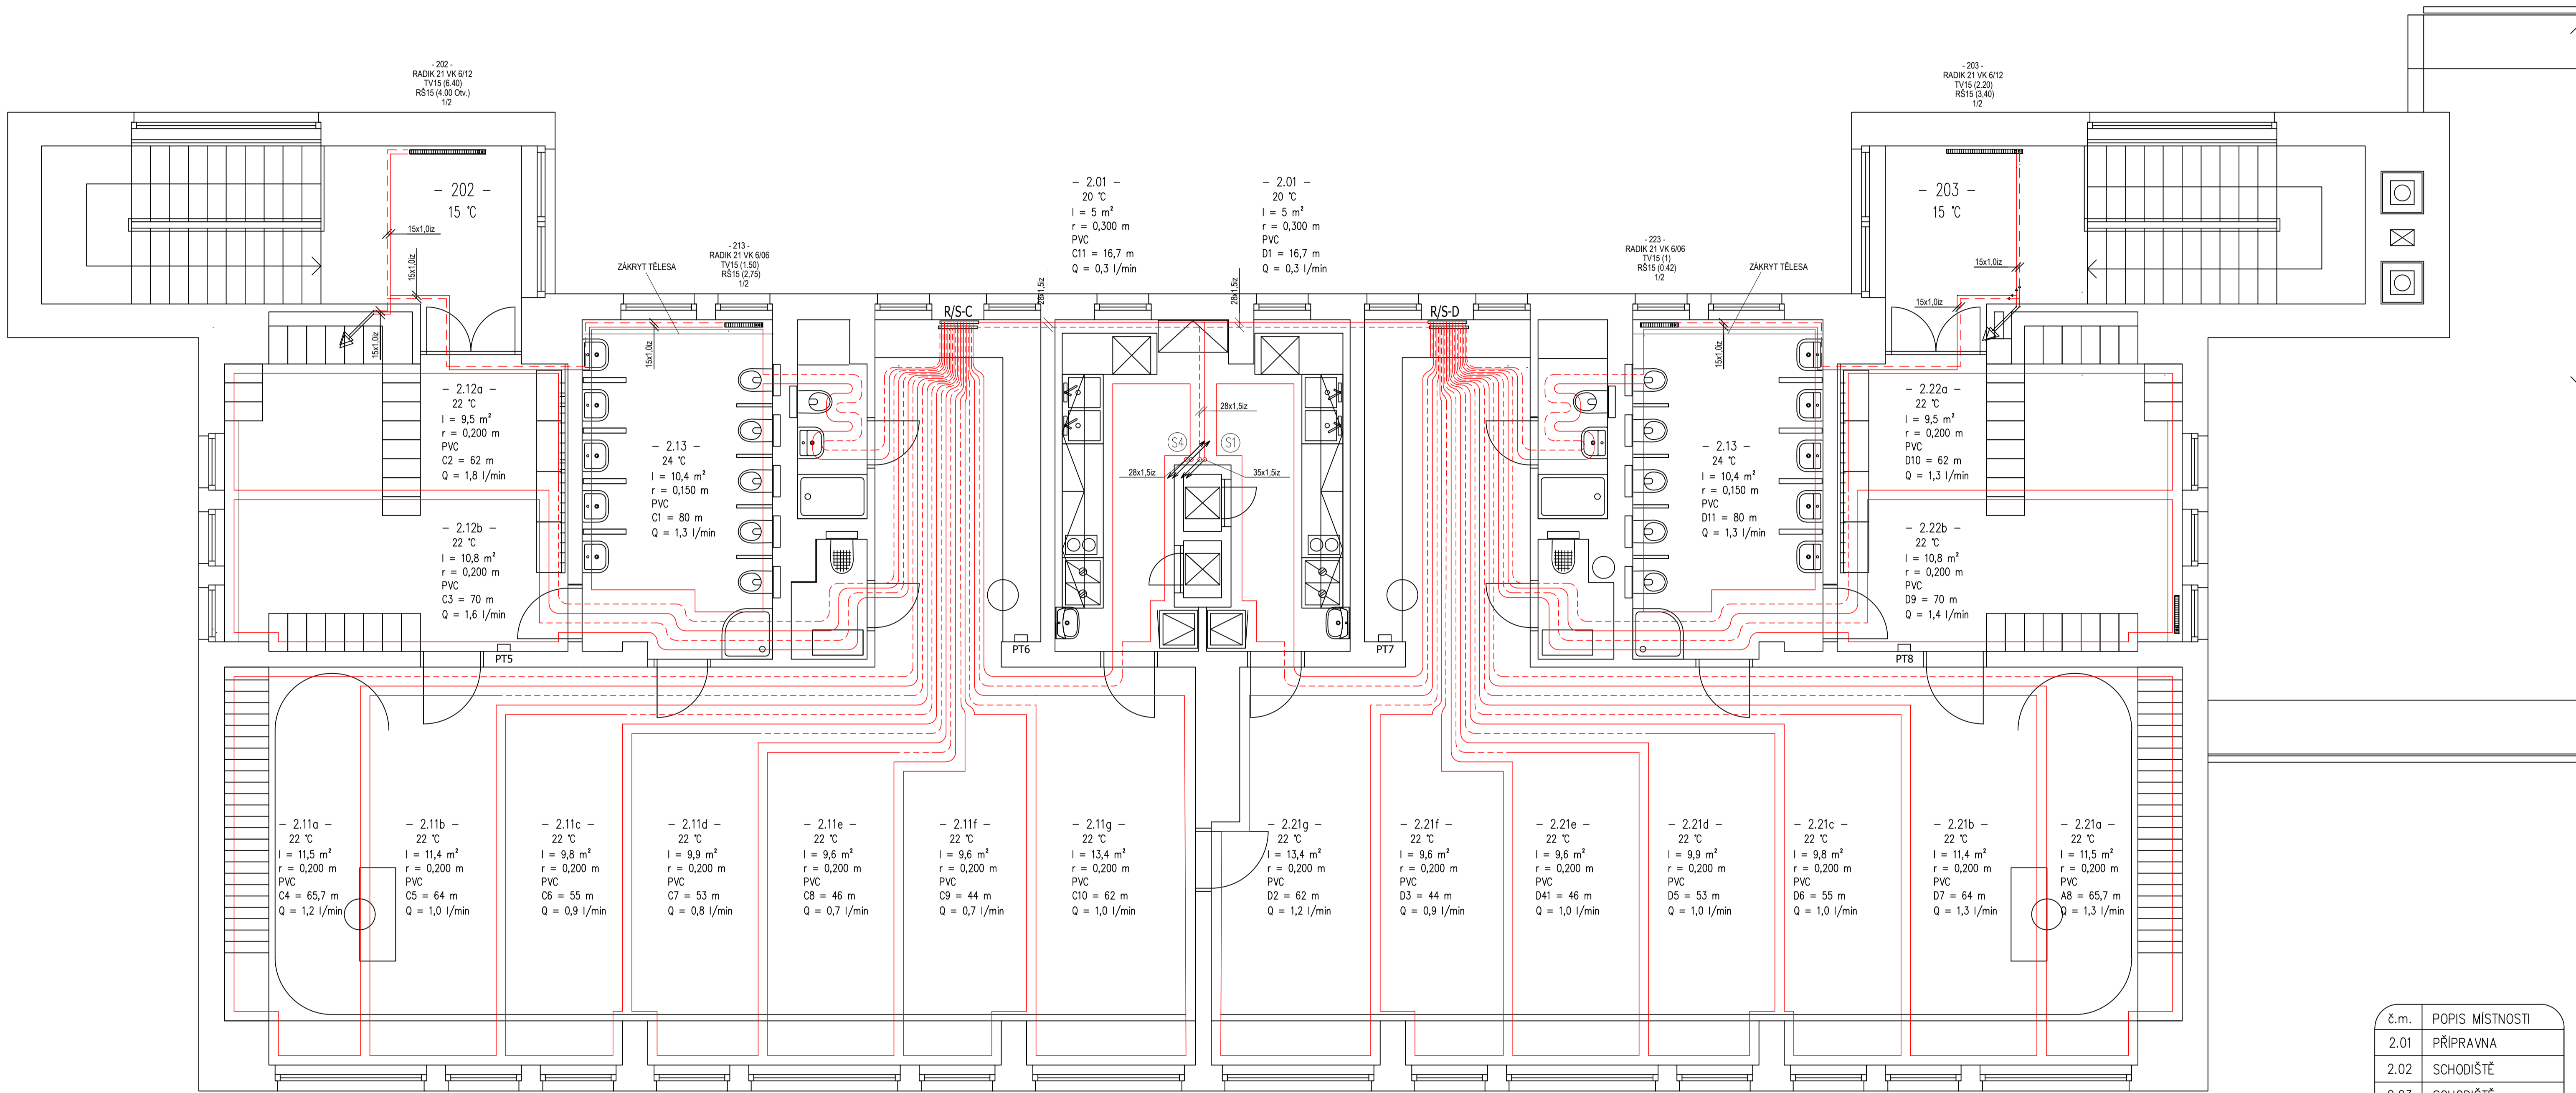 - 202 -
RADIK 21 VK 6/12
TV15 (6.40)
RŠ15 (4.00 Otv.)
1/2
- 203 -
RADIK 21 VK 6/12
TV15 (2.20)
RŠ15 (3,40)
1/2
- 202 -
15 °C
15x1,0iz
15x1,0iz
15x1,0iz
- 213 -
RADIK 21 VK 6/06
TV15 (1.50)
RŠ15 (2,75)
1/2
ZÁKRYT TĚLESA
15x1,0iz
- 2.01 -
20 °C
l = 5 m²
r = 0,300 m
PVC
C11 = 16,7 m
Q = 0,3 l/min
- 2.01 -
20 °C
l = 5 m²
r = 0,300 m
PVC
D1 = 16,7 m
Q = 0,3 l/min
28x1,5iz
28x1,5iz
- 223 -
RADIK 21 VK 6/06
TV15 (1)
RŠ15 (0.42)
1/2
ZÁKRYT TĚLESA
15x1,0iz
- 203 -
15 °C
15x1,0iz
15x1,0iz
R/S-C
R/S-D
- 2.12a -
22 °C
l = 9,5 m²
r = 0,200 m
PVC
C2 = 62 m
Q = 1,8 l/min
- 2.12b -
22 °C
l = 10,8 m²
r = 0,200 m
PVC
C3 = 70 m
Q = 1,6 l/min
- 2.13 -
24 °C
l = 10,4 m²
r = 0,150 m
PVC
C1 = 80 m
Q = 1,3 l/min
28x1,5iz
S4
S1
28x1,5iz
35x1,5iz
- 2.13 -
24 °C
l = 10,4 m²
r = 0,150 m
PVC
D11 = 80 m
Q = 1,3 l/min
- 2.22a -
22 °C
l = 9,5 m²
r = 0,200 m
PVC
D10 = 62 m
Q = 1,3 l/min
- 2.22b -
22 °C
l = 10,8 m²
r = 0,200 m
PVC
D9 = 70 m
Q = 1,4 l/min
PT5
PT6
PT7
PT8
- 2.11a -
22 °C
l = 11,5 m²
r = 0,200 m
PVC
C4 = 65,7 m
Q = 1,2 l/min
- 2.11b -
22 °C
l = 11,4 m²
r = 0,200 m
PVC
C5 = 64 m
Q = 1,0 l/min
- 2.11c -
22 °C
l = 9,8 m²
r = 0,200 m
PVC
C6 = 55 m
Q = 0,9 l/min
- 2.11d -
22 °C
l = 9,9 m²
r = 0,200 m
PVC
C7 = 53 m
Q = 0,8 l/min
- 2.11e -
22 °C
l = 9,6 m²
r = 0,200 m
PVC
C8 = 46 m
Q = 0,7 l/min
- 2.11f -
22 °C
l = 9,6 m²
r = 0,200 m
PVC
C9 = 44 m
Q = 0,7 l/min
- 2.11g -
22 °C
l = 13,4 m²
r = 0,200 m
PVC
C10 = 62 m
Q = 1,0 l/min
- 2.21g -
22 °C
l = 13,4 m²
r = 0,200 m
PVC
D2 = 62 m
Q = 1,2 l/min
- 2.21f -
22 °C
l = 9,6 m²
r = 0,200 m
PVC
D3 = 44 m
Q = 0,9 l/min
- 2.21e -
22 °C
l = 9,6 m²
r = 0,200 m
PVC
D41 = 46 m
Q = 1,0 l/min
- 2.21d -
22 °C
l = 9,9 m²
r = 0,200 m
PVC
D5 = 53 m
Q = 1,0 l/min
- 2.21c -
22 °C
l = 9,8 m²
r = 0,200 m
PVC
D6 = 55 m
Q = 1,0 l/min
- 2.21b -
22 °C
l = 11,4 m²
r = 0,200 m
PVC
D7 = 64 m
Q = 1,3 l/min
- 2.21a -
22 °C
l = 11,5 m²
r = 0,200 m
PVC
A8 = 65,7 m
Q = 1,3 l/min
č.m. POPIS MÍSTNOSTI
2.01 PŘÍPRAVNA
2.02 SCHODIŠTĚ
2.03 SCHODIŠTĚ